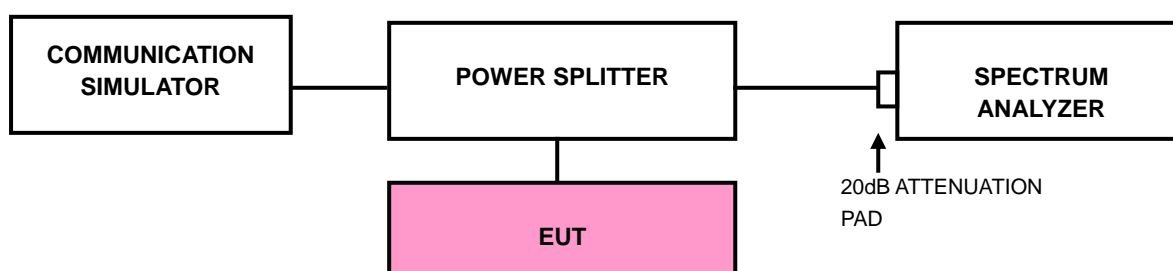 COMMUNICATION
SIMULATOR
POWER SPLITTER
SPECTRUM
ANALYZER
20dB ATTENUATION
PAD
EUT